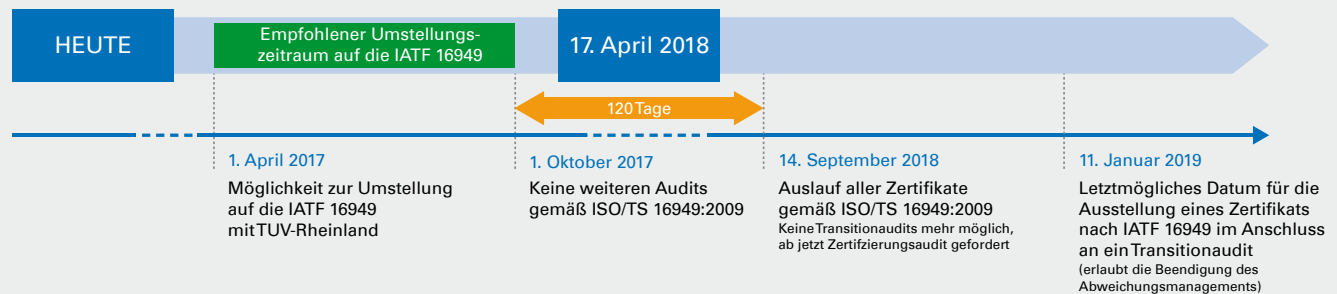 HEUTE
Empfohlener Umstellungs-
zeitraum auf die IATF 16949
17. April 2018
120 Tage
1. April 2017
Möglichkeit zur Umstellung
auf die IATF 16949
mit TUV-Rheinland
1. Oktober 2017
Keine weiteren Audits
gemäß ISO/TS 16949:2009
14. September 2018
Auslauf aller Zertifikate
gemäß ISO/TS 16949:2009
Keine Transitionaudits mehr möglich,
ab jetzt Zertifzierungsaudit gefordert
11. Januar 2019
Letztmögliches Datum für die
Ausstellung eines Zertifikats
nach IATF 16949 im Anschluss
an ein Transitionaudit
(erlaubt die Beendigung des
Abweichungsmanagements)